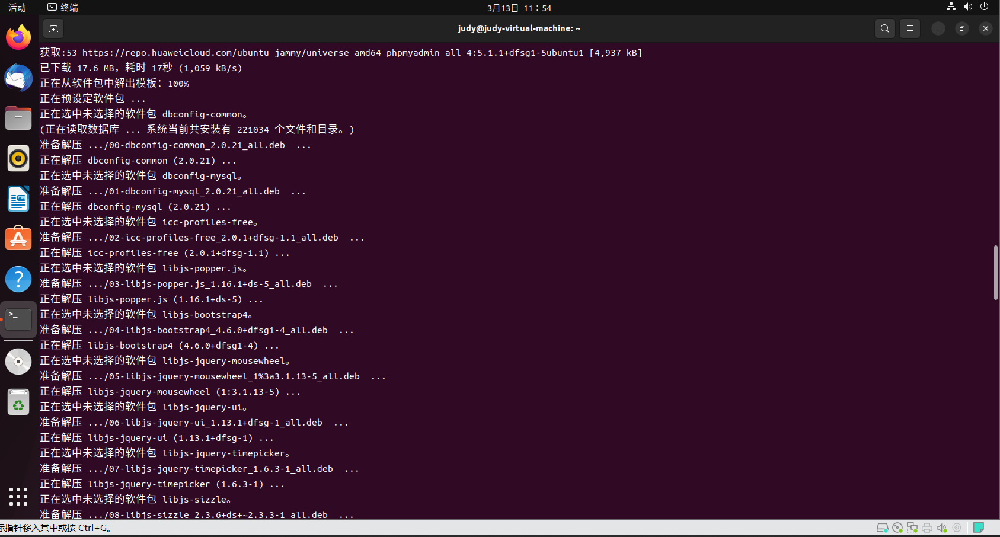 活动
终端
3月13日 11：54
judy@judy-virtual-machine: ~
获取:53 https://repo.huaweicloud.com/ubuntu jammy/universe amd64 phpmyadmin all 4:5.1.1+dfsg1-5ubuntu1 [4,937 kB]
已下载 17.6 MB，耗时 17秒 (1,059 kB/s)
正在从软件包中解出模板：100%
正在预设定软件包 ...
正在选中未选择的软件包 dbconfig-common。
(正在读取数据库 ... 系统当前共安装有 221034 个文件和目录。)
准备解压 .../00-dbconfig-common_2.0.21_all.deb  ...
正在解压 dbconfig-common (2.0.21) ...
正在选中未选择的软件包 dbconfig-mysql。
准备解压 .../01-dbconfig-mysql_2.0.21_all.deb  ...
正在解压 dbconfig-mysql (2.0.21) ...
正在选中未选择的软件包 icc-profiles-free。
准备解压 .../02-icc-profiles-free_2.0.1+dfsg-1.1_all.deb  ...
正在解压 icc-profiles-free (2.0.1+dfsg-1.1) ...
正在选中未选择的软件包 libjs-popper.js。
准备解压 .../03-libjs-popper.js_1.16.1+ds-5_all.deb  ...
正在解压 libjs-popper.js (1.16.1+ds-5) ...
正在选中未选择的软件包 libjs-bootstrap4。
准备解压 .../04-libjs-bootstrap4_4.6.0+dfsg1-4_all.deb  ...
正在解压 libjs-bootstrap4 (4.6.0+dfsg1-4) ...
正在选中未选择的软件包 libjs-jquery-mousewheel。
准备解压 .../05-libjs-jquery-mousewheel_1%3a3.1.13-5_all.deb  ...
正在解压 libjs-jquery-mousewheel (1:3.1.13-5) ...
正在选中未选择的软件包 libjs-jquery-ui。
准备解压 .../06-libjs-jquery-ui_1.13.1+dfsg-1_all.deb  ...
正在解压 libjs-jquery-ui (1.13.1+dfsg-1) ...
正在选中未选择的软件包 libjs-jquery-timepicker。
准备解压 .../07-libjs-jquery-timepicker_1.6.3-1_all.deb  ...
正在解压 libjs-jquery-timepicker (1.6.3-1) ...
正在选中未选择的软件包 libjs-sizzle。
准备解压 .../08-libjs-sizzle_2.3.6+ds+~2.3.3-1_all.deb  ...
标指针移入其中或按 Ctrl+G。